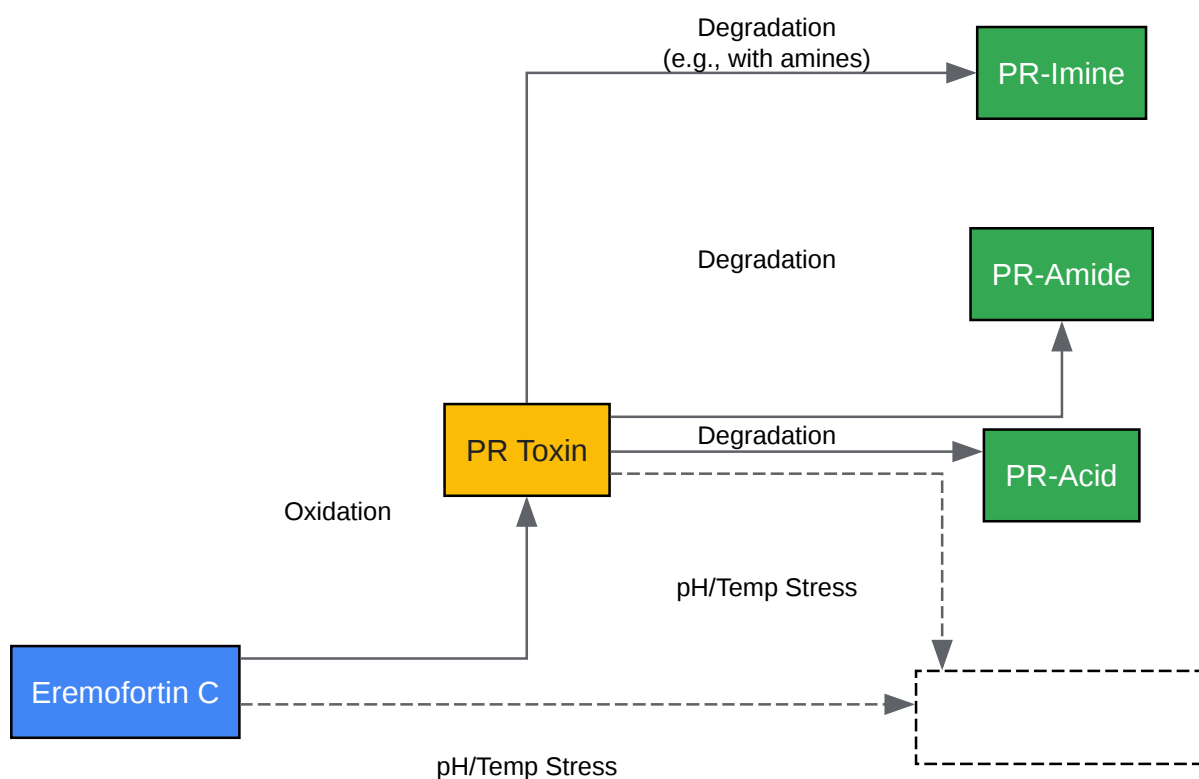 Degradation
(e.g., with amines)
PR-Imine
Degradation
PR-Amide
PR Toxin
Degradation
PR-Acid
Oxidation
pH/Temp Stress
Eremofortin C
pH/Temp Stress